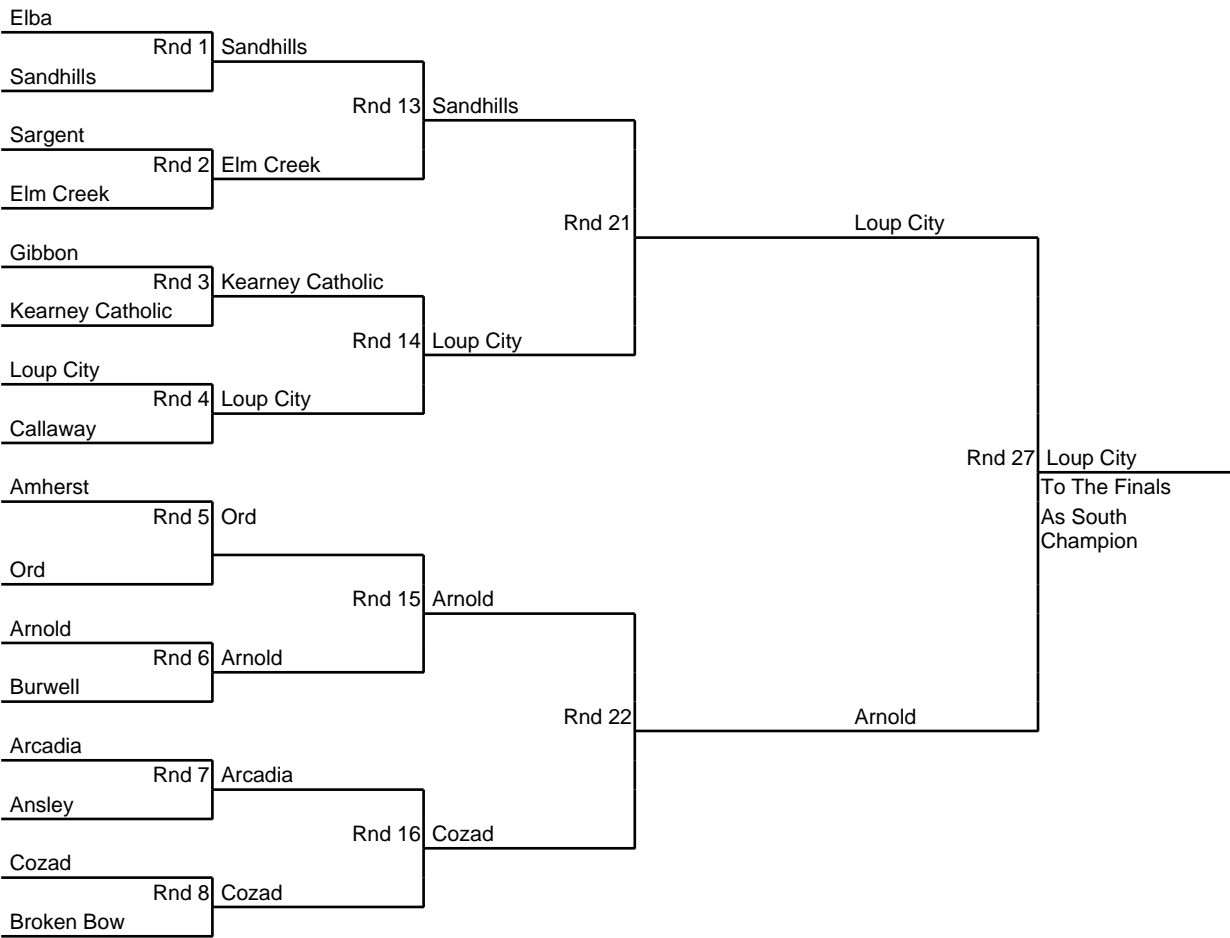 Elba
Rnd 1 Sandhills
Sandhills
Rnd 13 Sandhills
Sargent
Rnd 2 Elm Creek
Elm Creek
Rnd 21 Loup City
Gibbon
Rnd 3 Kearney Catholic
Kearney Catholic
Rnd 14 Loup City
Loup City
Rnd 4 Loup City
Callaway
Rnd 27 Loup City
Amherst
To The Finals
Rnd 5 Ord
As South
Champion
Ord
Rnd 15 Arnold
Arnold
Rnd 6 Arnold
Burwell
Rnd 22 Arnold
Arcadia
Rnd 7 Arcadia
Ansley
Rnd 16 Cozad
Cozad
Rnd 8 Cozad
Broken Bow